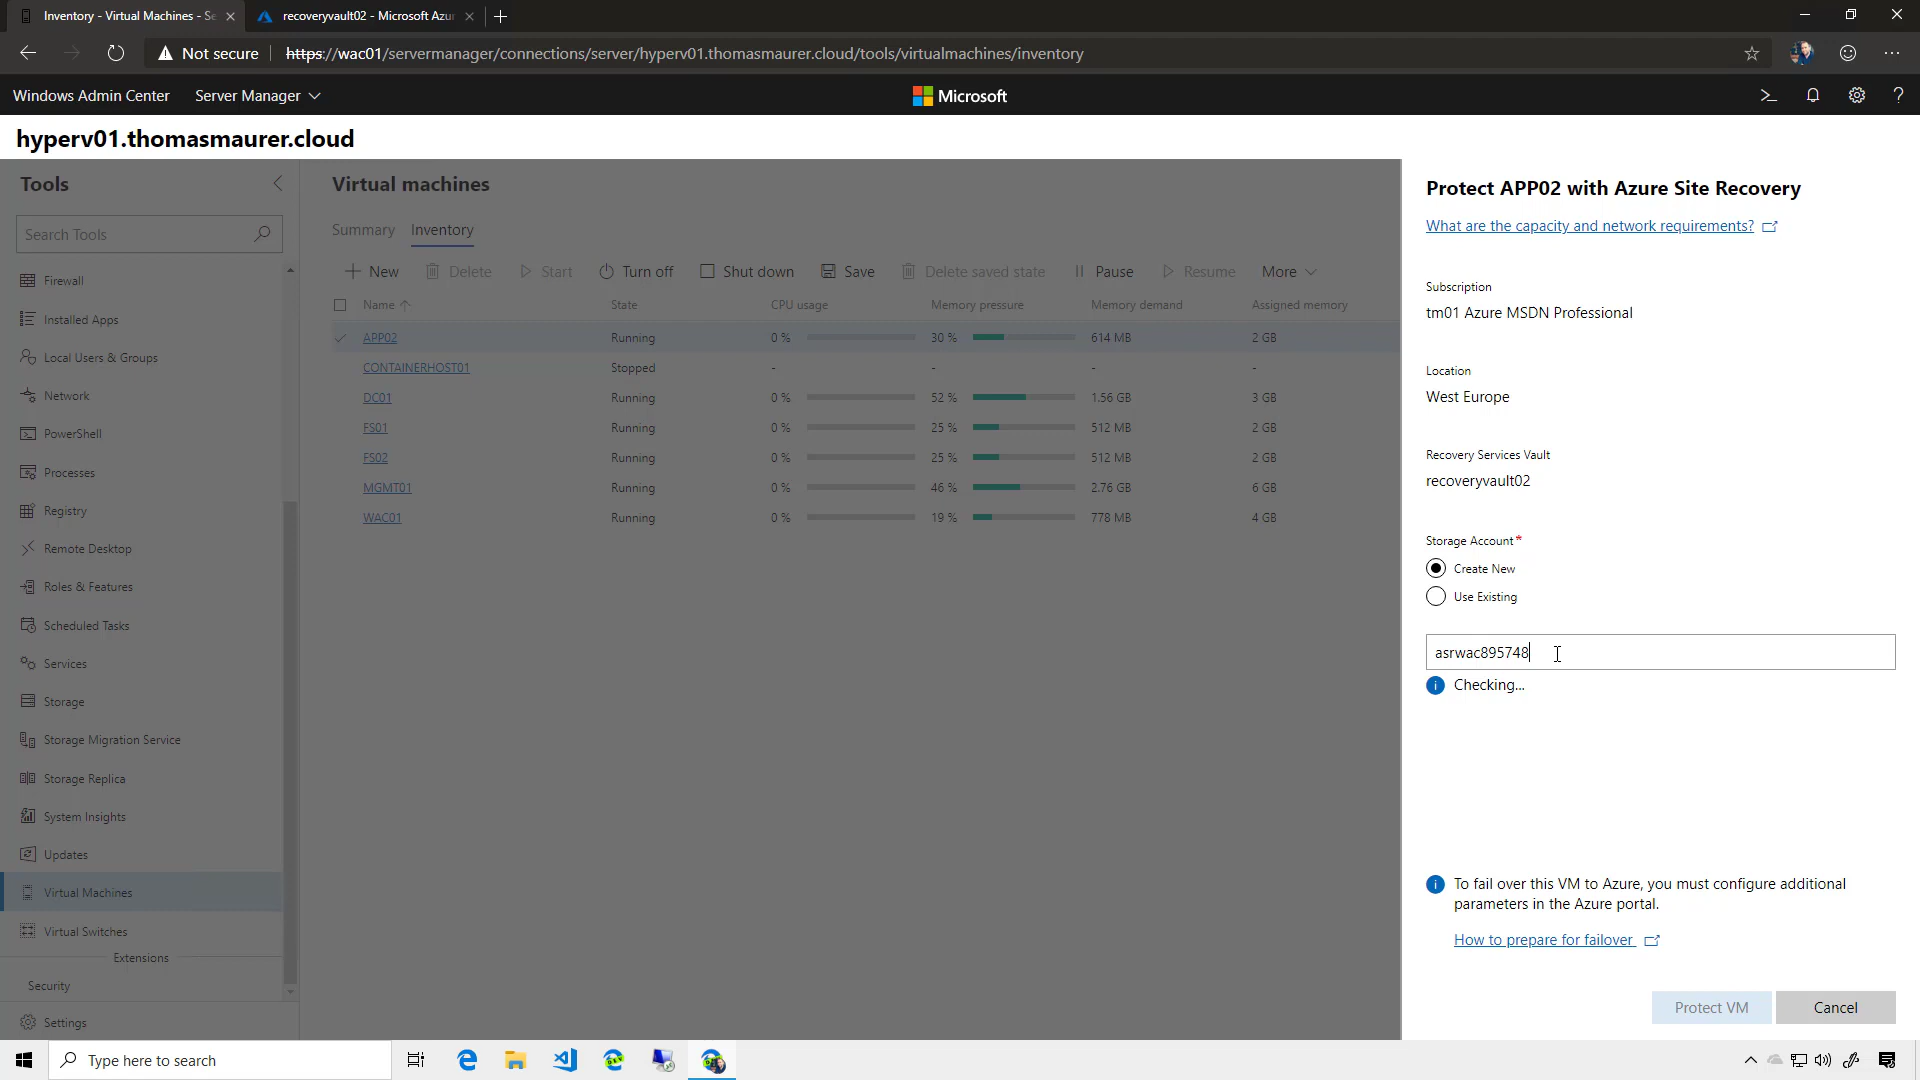 Inventory - Virtual Machines - Se
recoveryvault02 - Microsoft Azur
Not secure
https://wac01/servermanager/connections/server/hyperv01.thomasmaurer.cloud/tools/virtualmachines/inventory
Windows Admin Center
Server Manager
Microsoft
hyperv01.thomasmaurer.cloud
Tools
Search Tools
Firewall
Installed Apps
Local Users & Groups
Network
PowerShell
Processes
Registry
Remote Desktop
Roles & Features
Scheduled Tasks
Services
Storage
Storage Migration Service
Storage Replica
System Insights
Updates
Virtual Machines
Virtual Switches
Extensions
Security
Settings
Virtual machines
Summary Inventory
New Delete Start Turn off Shut down Save Delete saved state Pause Resume More
Name State CPU usage Memory pressure Memory demand Assigned memory
APP02 Running 0 % 30 % 614 MB 2 GB
CONTAINERHOST01 Stopped - - - -
DC01 Running 0 % 52 % 1.56 GB 3 GB
FS01 Running 0 % 25 % 512 MB 2 GB
FS02 Running 0 % 25 % 512 MB 2 GB
MGMT01 Running 0 % 46 % 2.76 GB 6 GB
WAC01 Running 0 % 19 % 778 MB 4 GB
Protect APP02 with Azure Site Recovery
What are the capacity and network requirements?
Subscription
tm01 Azure MSDN Professional
Location
West Europe
Recovery Services Vault
recoveryvault02
Storage Account*
Create New
Use Existing
asrwac895748
Checking...
To fail over this VM to Azure, you must configure additional
parameters in the Azure portal.
How to prepare for failover
Protect VM
Cancel
Type here to search